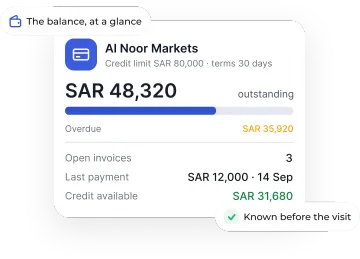 The balance, at a glance
Al Noor Markets
Credit limit SAR 80,000 · terms 30 days
SAR 48,320 outstanding
Overdue SAR 35,920
Open invoices 3
Last payment SAR 12,000 · 14 Sep
Credit available SAR 31,680
Known before the visit